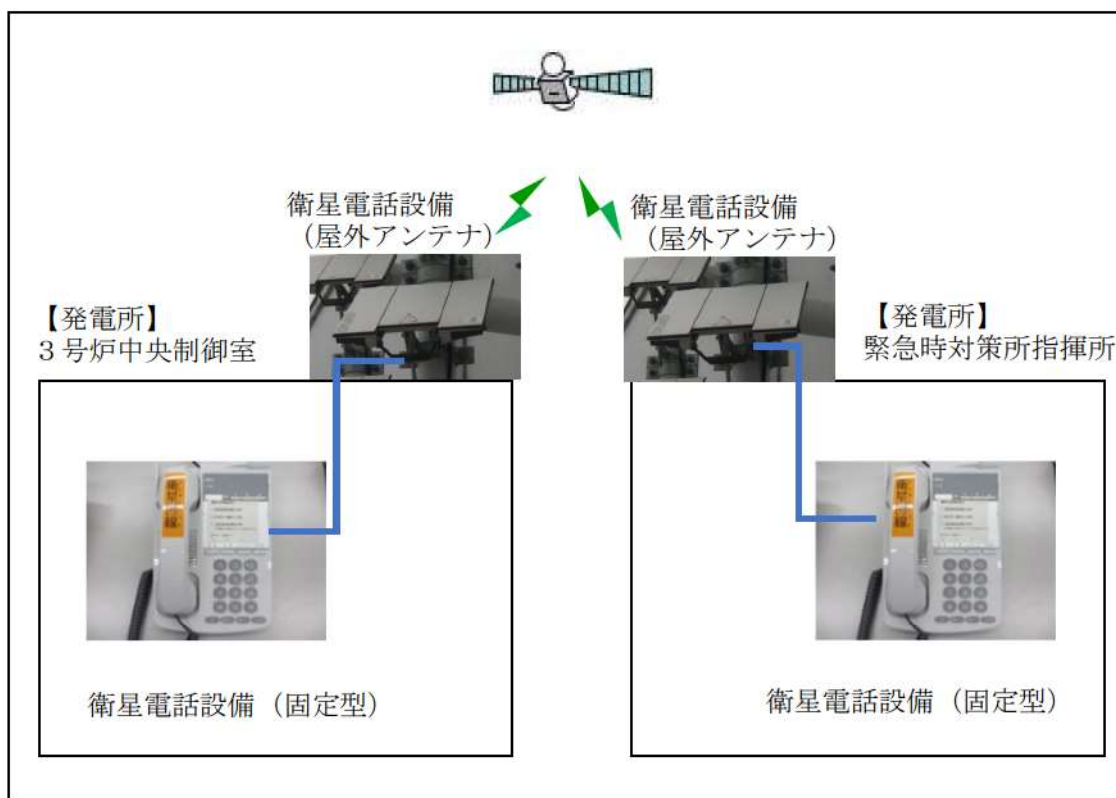 衛星電話設備
（屋外アンテナ）
衛星電話設備
（屋外アンテナ）
【発電所】
３号炉中央制御室
【発電所】
緊急時対策所指揮所
衛星電話設備（固定型）
衛星電話設備（固定型）